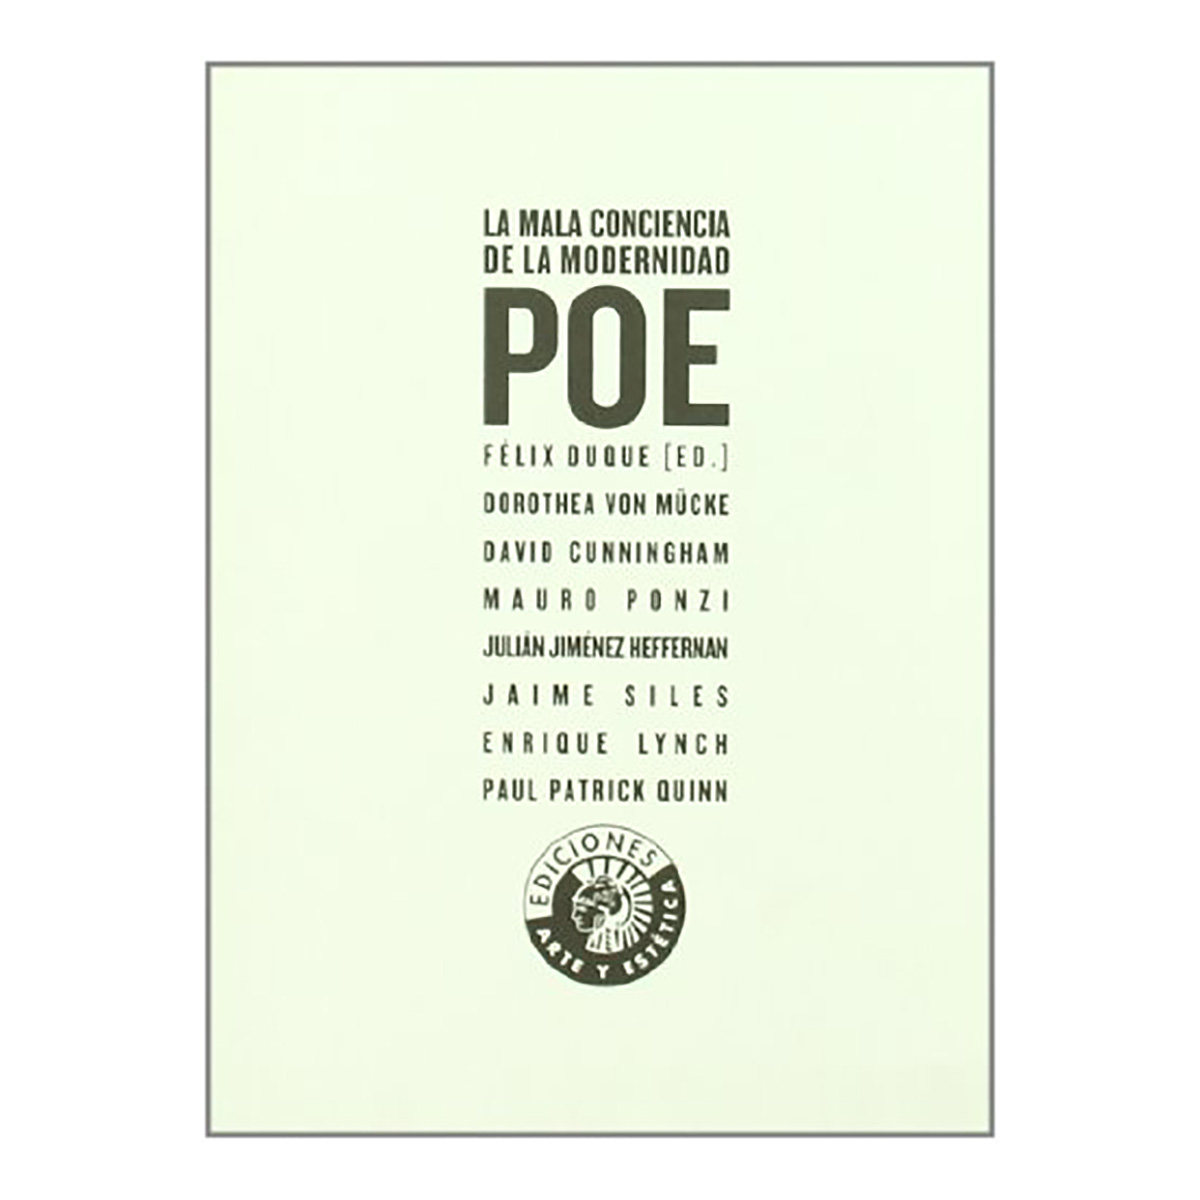 LA MALA CONCIENCIA
DE LA MODERNIDAD
POE
FÉLIX DUQUE [ED.]
DOROTHEA VON MÜCKE
DAVID CUNNINGHAM
MAURO PONZI
JULIÁN JIMÉNEZ HEFFERNAN
JAIME SILES
ENRIQUE LYNCH
PAUL PATRICK QUINN
EDICIONES
ARTE Y ESTÉTICA